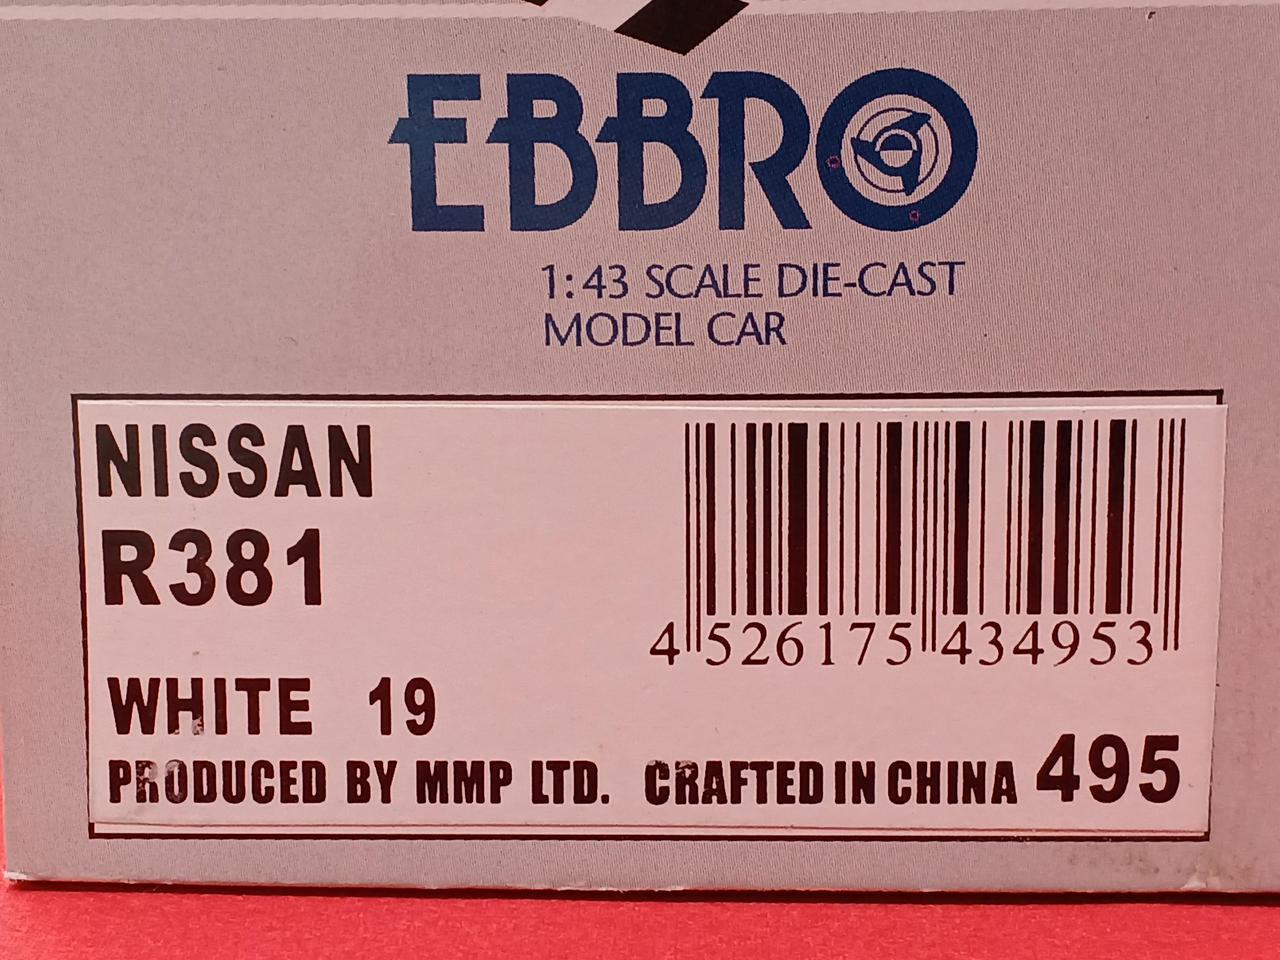 EBBRO
1:43 SCALE DIE-CAST
MODEL CAR
NISSAN
R381
4 526175 434953
WHITE 19
PRODUCED BY MMP LTD. CRAFTED IN CHINA 495